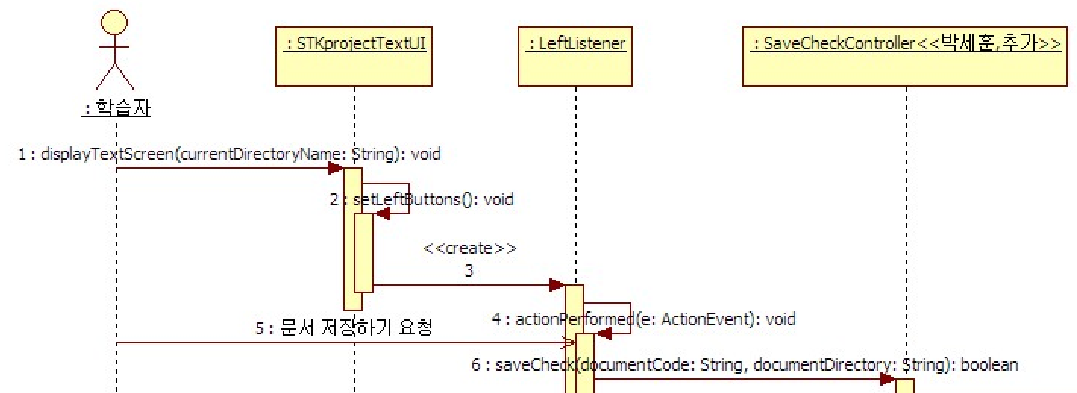 : STKprojectTextUI
: LeftListener
: SaveCheckController<<박세훈,추가>>
: 학습자
1 : displayTextScreen(currentDirectoryName: String): void
2 : setLeftButtons(): void
<<create>>
3
4 : actionPerformed(e: ActionEvent): void
5 : 문서 저장하기 요청
6 : saveCheck(documentCode: String, documentDirectory: String): boolean